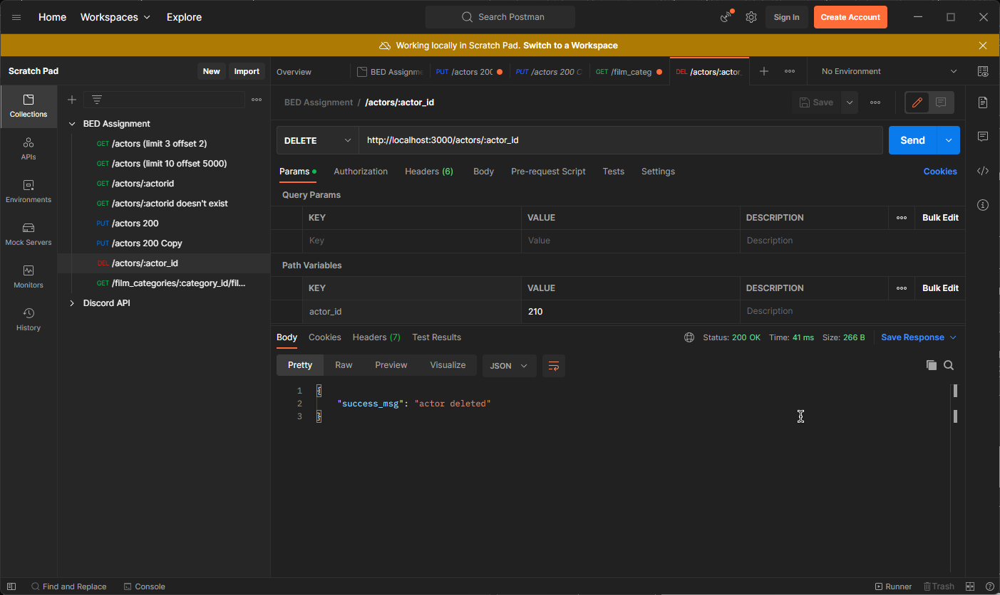 Home Workspaces Explore Search Postman Sign In Create Account
Working locally in Scratch Pad. Switch to a Workspace
Scratch Pad New Import Overview BED Assignme PUT /actors 200 PUT /actors 200 C GET /film_categ DEL /actors/:actor_ No Environment
BED Assignment / /actors/:actor_id Save
DELETE http://localhost:3000/actors/:actor_id Send
Params Authorization Headers (6) Body Pre-request Script Tests Settings Cookies
Query Params
KEY VALUE DESCRIPTION Bulk Edit
Key Value Description
Path Variables
KEY VALUE DESCRIPTION Bulk Edit
actor_id 210 Description
Collections
APIs
Environments
Mock Servers
Monitors
History
BED Assignment
GET /actors (limit 3 offset 2)
GET /actors (limit 10 offset 5000)
GET /actors/:actorid
GET /actors/:actorid doesn't exist
PUT /actors 200
PUT /actors 200 Copy
DEL /actors/:actor_id
GET /film_categories/:category_id/fil...
Discord API
Body Cookies Headers (7) Test Results Status: 200 OK Time: 41 ms Size: 266 B Save Response
Pretty Raw Preview Visualize JSON
1 {
2 "success_msg": "actor deleted"
3 }
Find and Replace Console Runner Trash